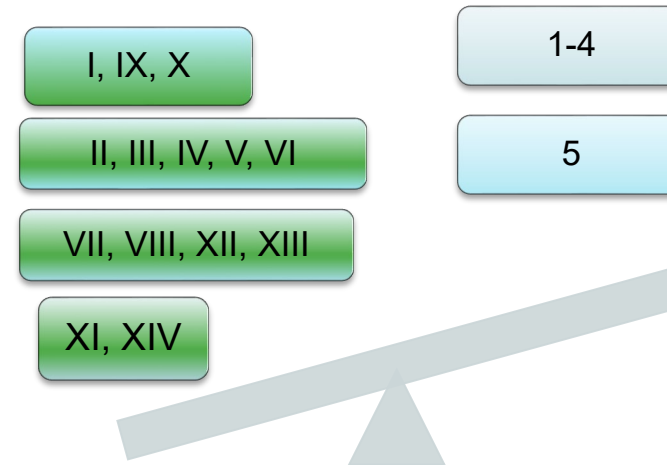 I, IX, X
II, III, IV, V, VI
VII, VIII, XII, XIII
XI, XIV
1-4
5